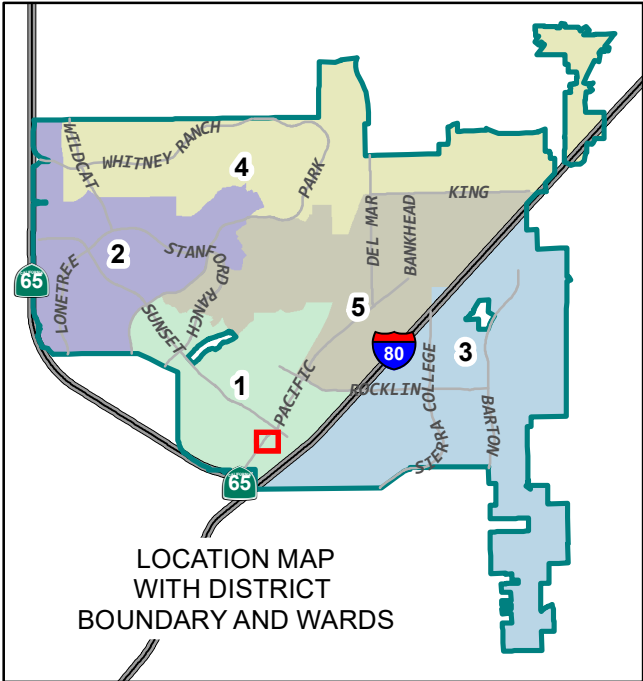 WILDCAT
WHITNEY RANCH
4
PARK
KING
DEL MAR
BANKHEAD
2
STANFORD RANCH
65
LONETREE
SUNSET
5
80
3
1
PACIFIC
ROCKLIN
SIERRA COLLEGE
BARTON
65
LOCATION MAP
WITH DISTRICT
BOUNDARY AND WARDS